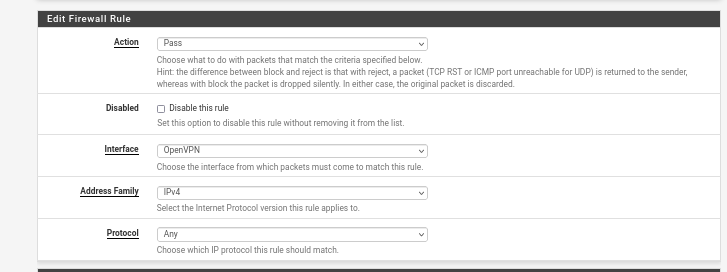 Edit Firewall Rule
Action
Pass
Choose what to do with packets that match the criteria specified below.
Hint: the difference between block and reject is that with reject, a packet (TCP RST or ICMP port unreachable for UDP) is returned to the sender,
whereas with block the packet is dropped silently. In either case, the original packet is discarded.
Disabled
Disable this rule
Set this option to disable this rule without removing it from the list.
Interface
OpenVPN
Choose the interface from which packets must come to match this rule.
Address Family
IPv4
Select the Internet Protocol version this rule applies to.
Protocol
Any
Choose which IP protocol this rule should match.